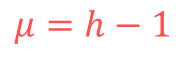 μ = h − 1